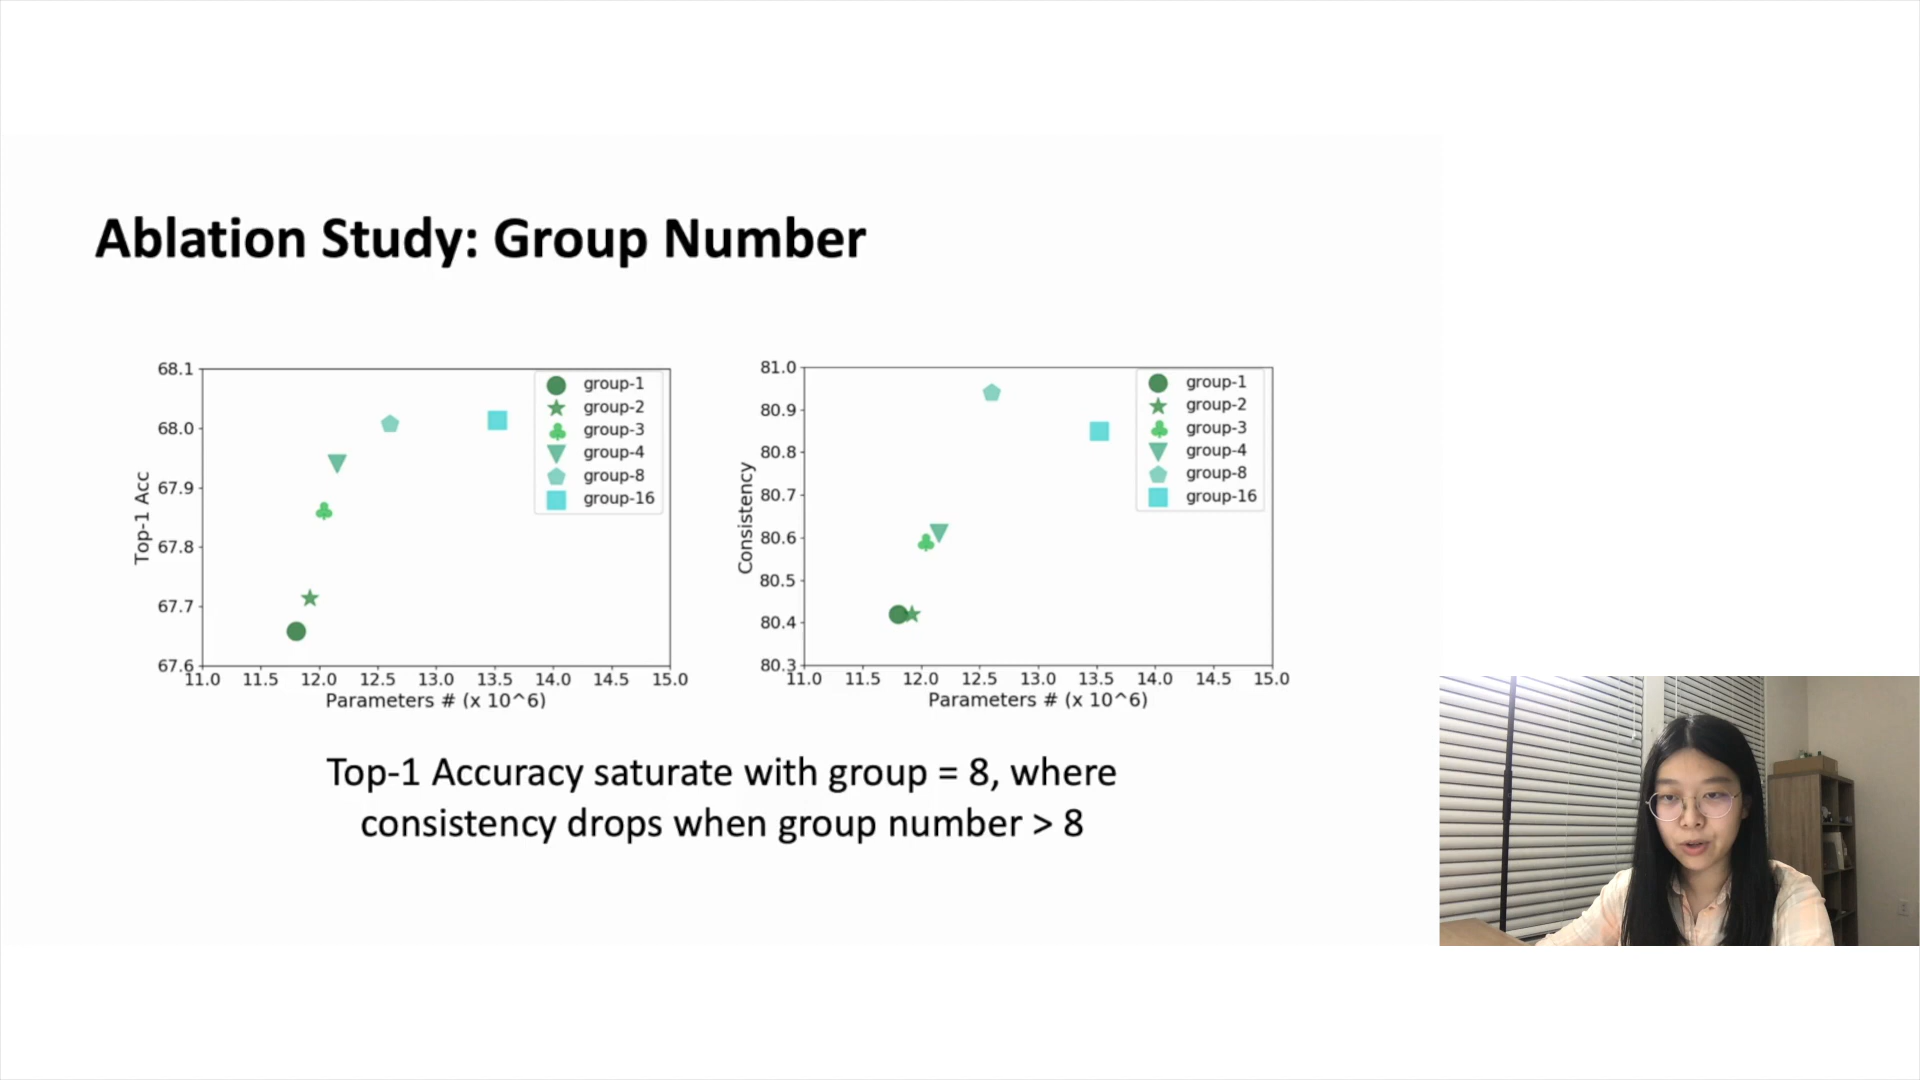 Ablation Study: Group Number
68.1
68.0
67.9
67.8
67.7
67.6
Top-1 Acc
11.0 11.5 12.0 12.5 13.0 13.5 14.0 14.5 15.0
Parameters # (x 10^6)
group-1
group-2
group-3
group-4
group-8
group-16
81.0
80.9
80.8
80.7
80.6
80.5
80.4
80.3
Consistency
11.0 11.5 12.0 12.5 13.0 13.5 14.0 14.5 15.0
Parameters # (x 10^6)
group-1
group-2
group-3
group-4
group-8
group-16
Top-1 Accuracy saturate with group = 8, where
consistency drops when group number > 8